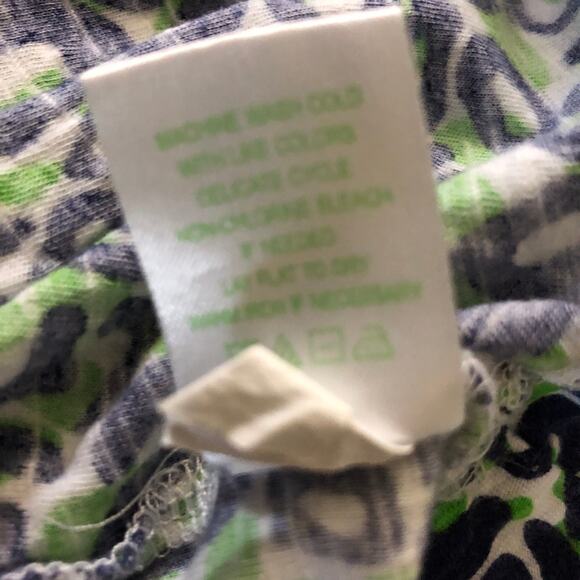 MACHINE WASH COLD
WITH LIKE COLORS
DELICATE CYCLE
NON-CHLORINE BLEACH
IF NEEDED
LAY FLAT TO DRY
WARM IRON IF NECESSARY